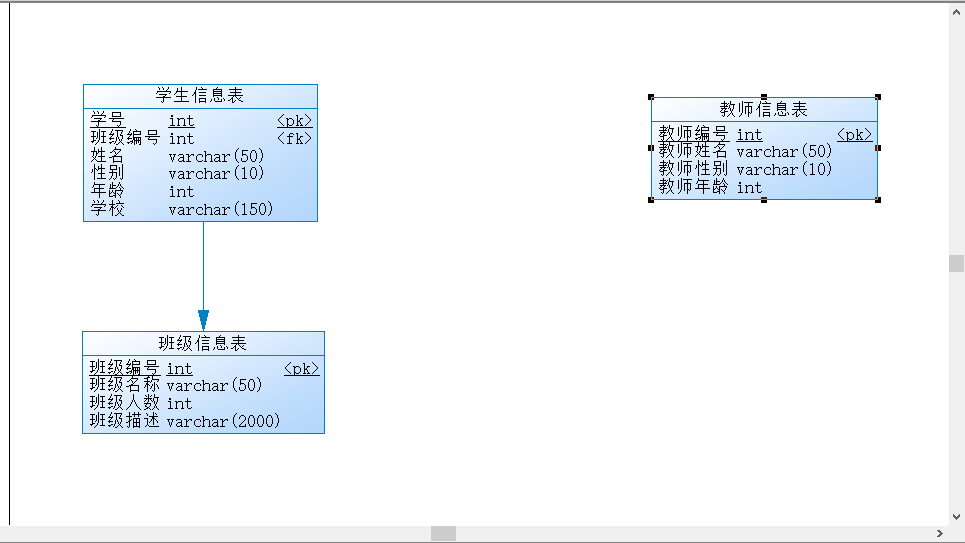 学生信息表
学号 int <pk>
班级编号 int <fk>
姓名 varchar(50)
性别 varchar(10)
年龄 int
学校 varchar(150)
教师信息表
教师编号 int <pk>
教师姓名 varchar(50)
教师性别 varchar(10)
教师年龄 int
班级信息表
班级编号 int <pk>
班级名称 varchar(50)
班级人数 int
班级描述 varchar(2000)